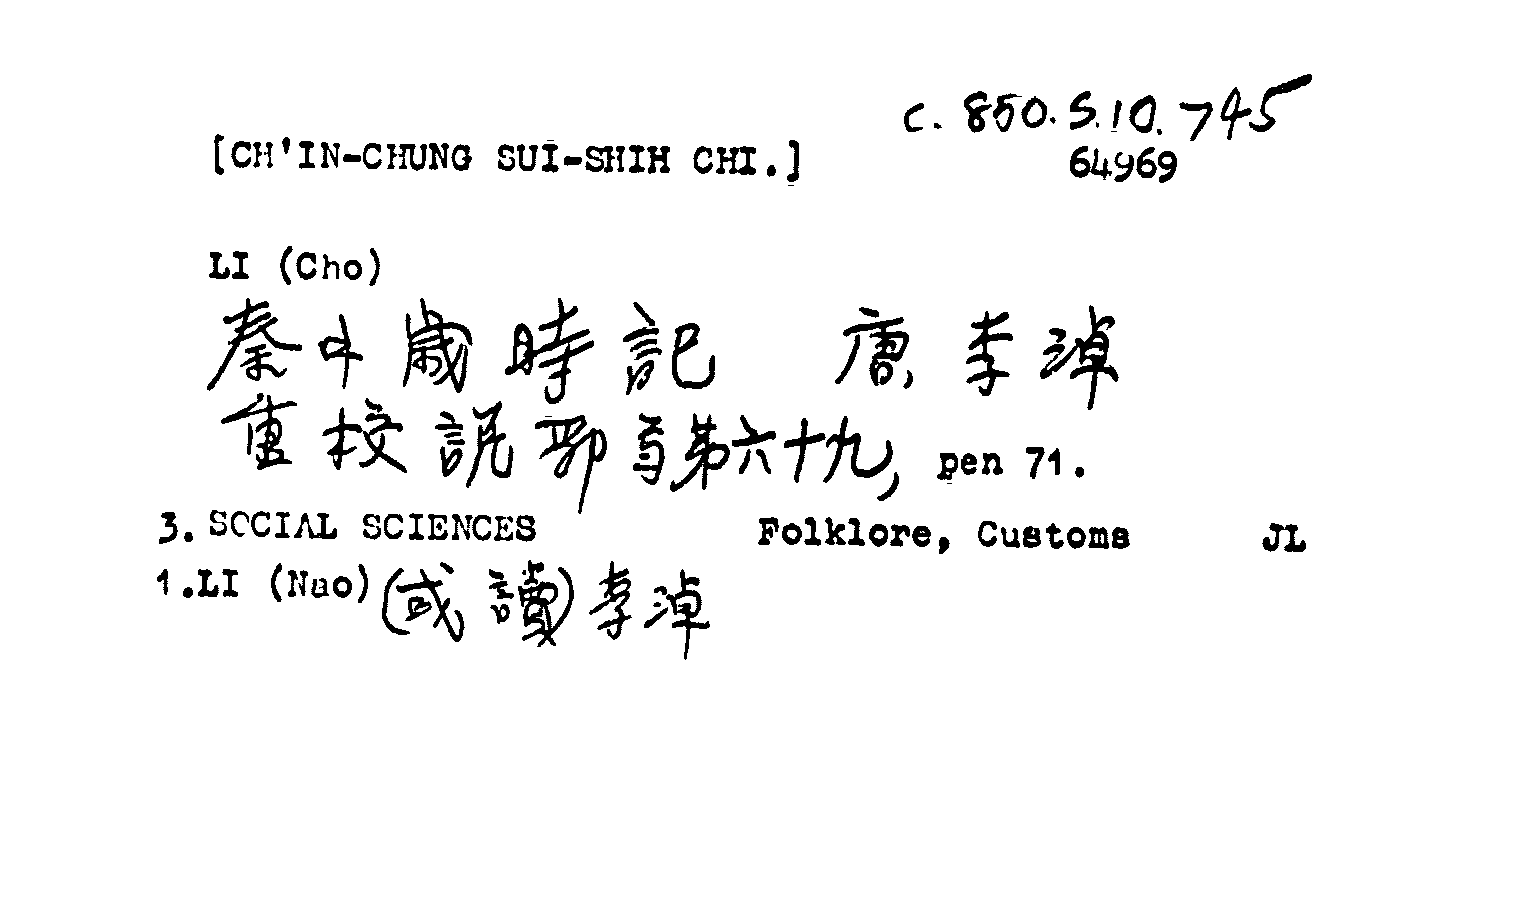 c. 850.S.10.745
[CH'IN-CHUNG SUI-SHIH CHI.]
64969
LI (Cho)
秦中歲時記 唐 李淖
重校說郛弓第六十九, pen 71.
3. SOCIAL SCIENCES Folklore, Customs JL
1.LI (Nao) (或讀)李淖